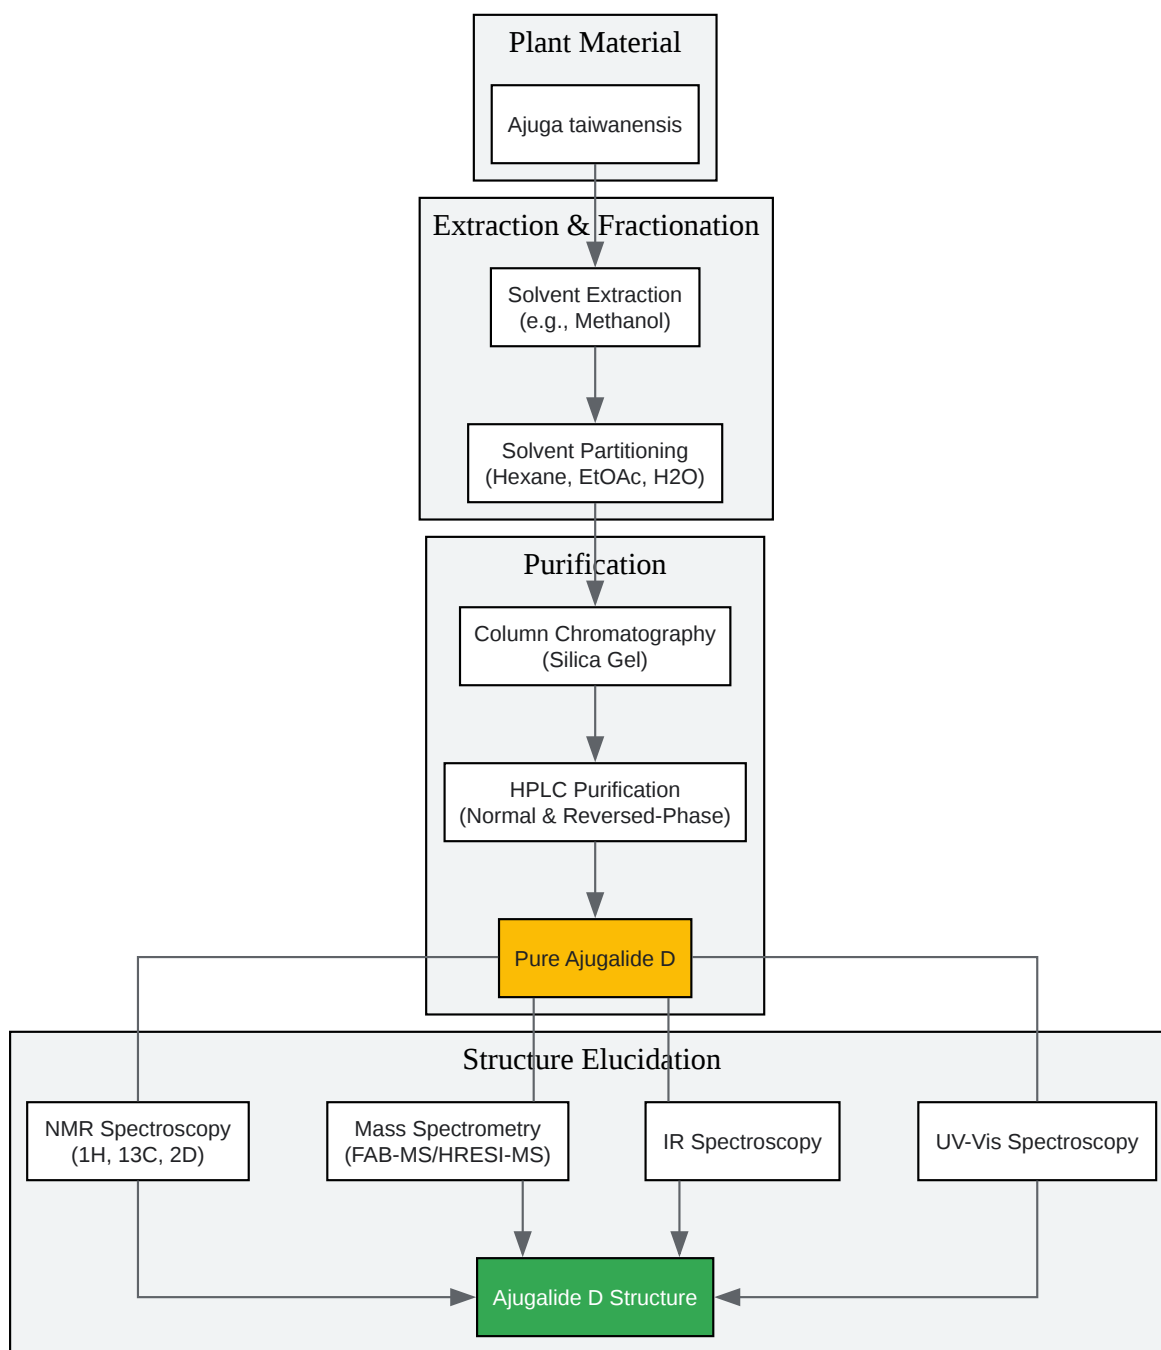 Plant Material
Ajuga taiwanensis
Extraction & Fractionation
Solvent Extraction
(e.g., Methanol)
Solvent Partitioning
(Hexane, EtOAc, H2O)
Purification
Column Chromatography
(Silica Gel)
HPLC Purification
(Normal & Reversed-Phase)
Pure Ajugalide D
Structure Elucidation
NMR Spectroscopy
(1H, 13C, 2D)
Mass Spectrometry
(FAB-MS/HRESI-MS)
IR Spectroscopy
UV-Vis Spectroscopy
Ajugalide D Structure